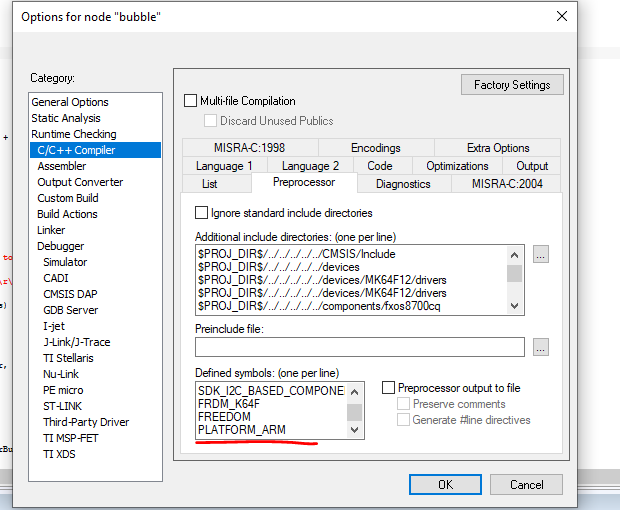 Options for node "bubble"
Category:
General Options
Static Analysis
Runtime Checking
C/C++ Compiler
Assembler
Output Converter
Custom Build
Build Actions
Linker
Debugger
Simulator
CADI
CMSIS DAP
GDB Server
I-jet
J-Link/J-Trace
TI Stellaris
Nu-Link
PE micro
ST-LINK
Third-Party Driver
TI MSP-FET
TI XDS
Factory Settings
Multi-file Compilation
Discard Unused Publics
MISRA-C:1998 Encodings Extra Options
Language 1 Language 2 Code Optimizations Output
List Preprocessor Diagnostics MISRA-C:2004
Ignore standard include directories
Additional include directories: (one per line)
$PROJ_DIR$/../../../../../CMSIS/Include
$PROJ_DIR$/../../../../../devices
$PROJ_DIR$/../../../../../devices/MK64F12/drivers
$PROJ_DIR$/../../../../../devices/MK64F12/drivers
$PROJ_DIR$/../../../../../components/fxos8700cq
...
Preinclude file:
...
Defined symbols: (one per line)
SDK_I2C_BASED_COMPONE
FRDM_K64F
FREEDOM
PLATFORM_ARM
Preprocessor output to file
Preserve comments
Generate #line directives
OK Cancel